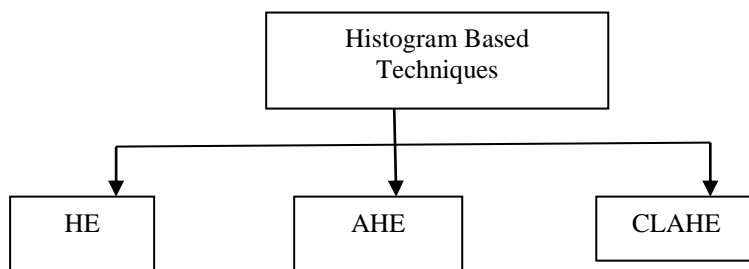 Histogram Based
Techniques
HE
AHE
CLAHE